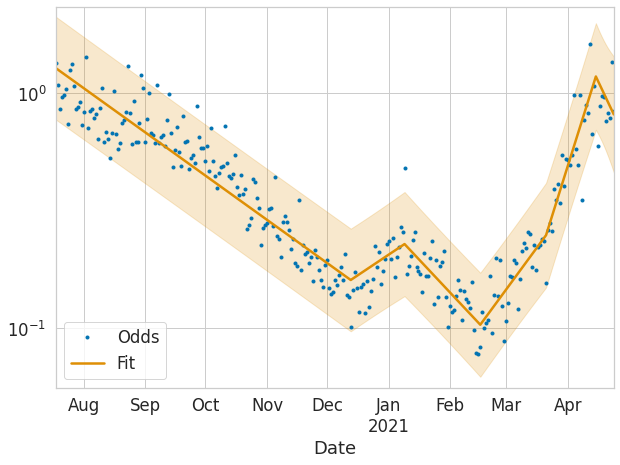 10⁰
10⁻¹
Odds
Fit
Aug Sep Oct Nov Dec Jan Feb Mar Apr
2021
Date